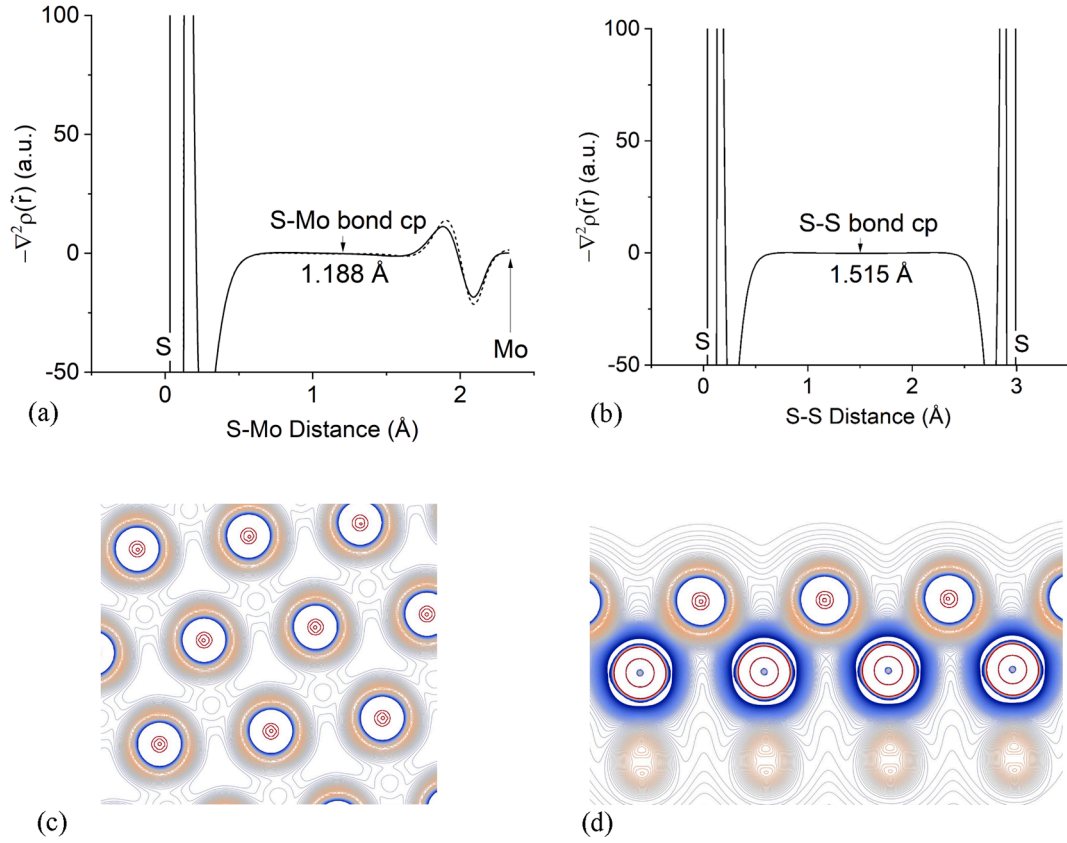 100
50
0
-50
−∇²ρ(r̃) (a.u.)
S-Mo bond cp
1.188 Å
S
Mo
0
1
2
S-Mo Distance (Å)
(a)
100
50
0
-50
−∇²ρ(r̃) (a.u.)
S-S bond cp
1.515 Å
S
S
0
1
2
3
S-S Distance (Å)
(b)
(c)
(d)